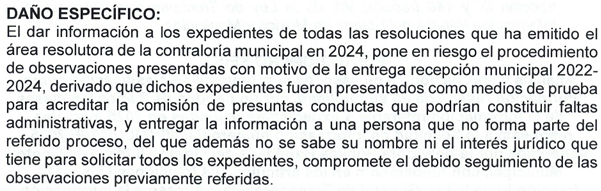 DAÑO ESPECÍFICO:
El dar información a los expedientes de todas las resoluciones que ha emitido el
área resolutora de la contraloría municipal en 2024, pone en riesgo el procedimiento
de observaciones presentadas con motivo de la entrega recepción municipal 2022-
2024, derivado que dichos expedientes fueron presentados como medios de prueba
para acreditar la comisión de presuntas conductas que podrían constituir faltas
administrativas, y entregar la información a una persona que no forma parte del
referido proceso, del que además no se sabe su nombre ni el interés jurídico que
tiene para solicitar todos los expedientes, compromete el debido seguimiento de las
observaciones previamente referidas.